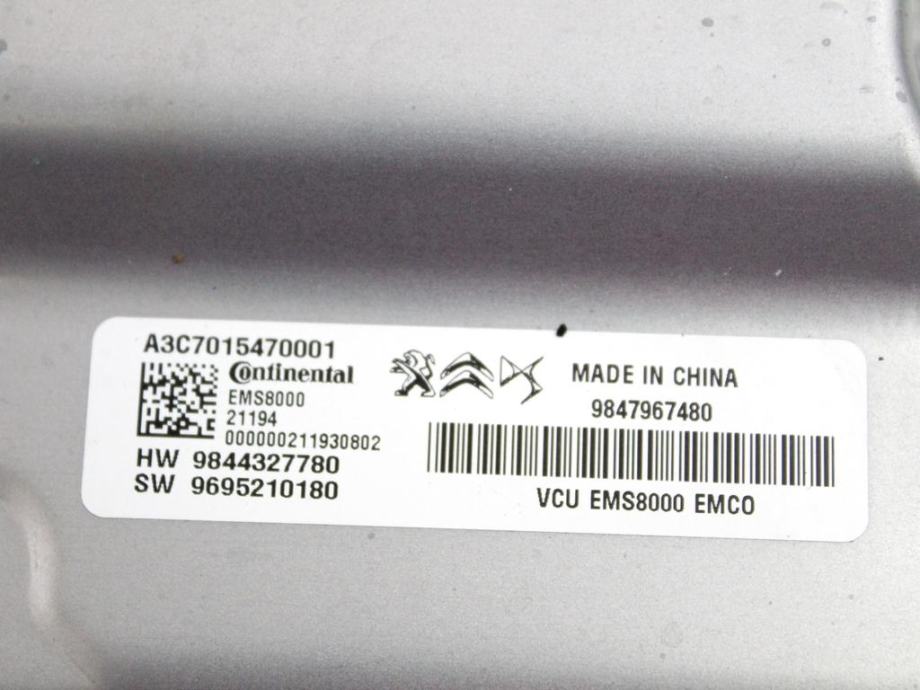 A3C7015470001
Continental
EMS8000
21194
000000211930802
HW 9844327780
SW 9695210180
MADE IN CHINA
9847967480
VCU EMS8000 EMCO